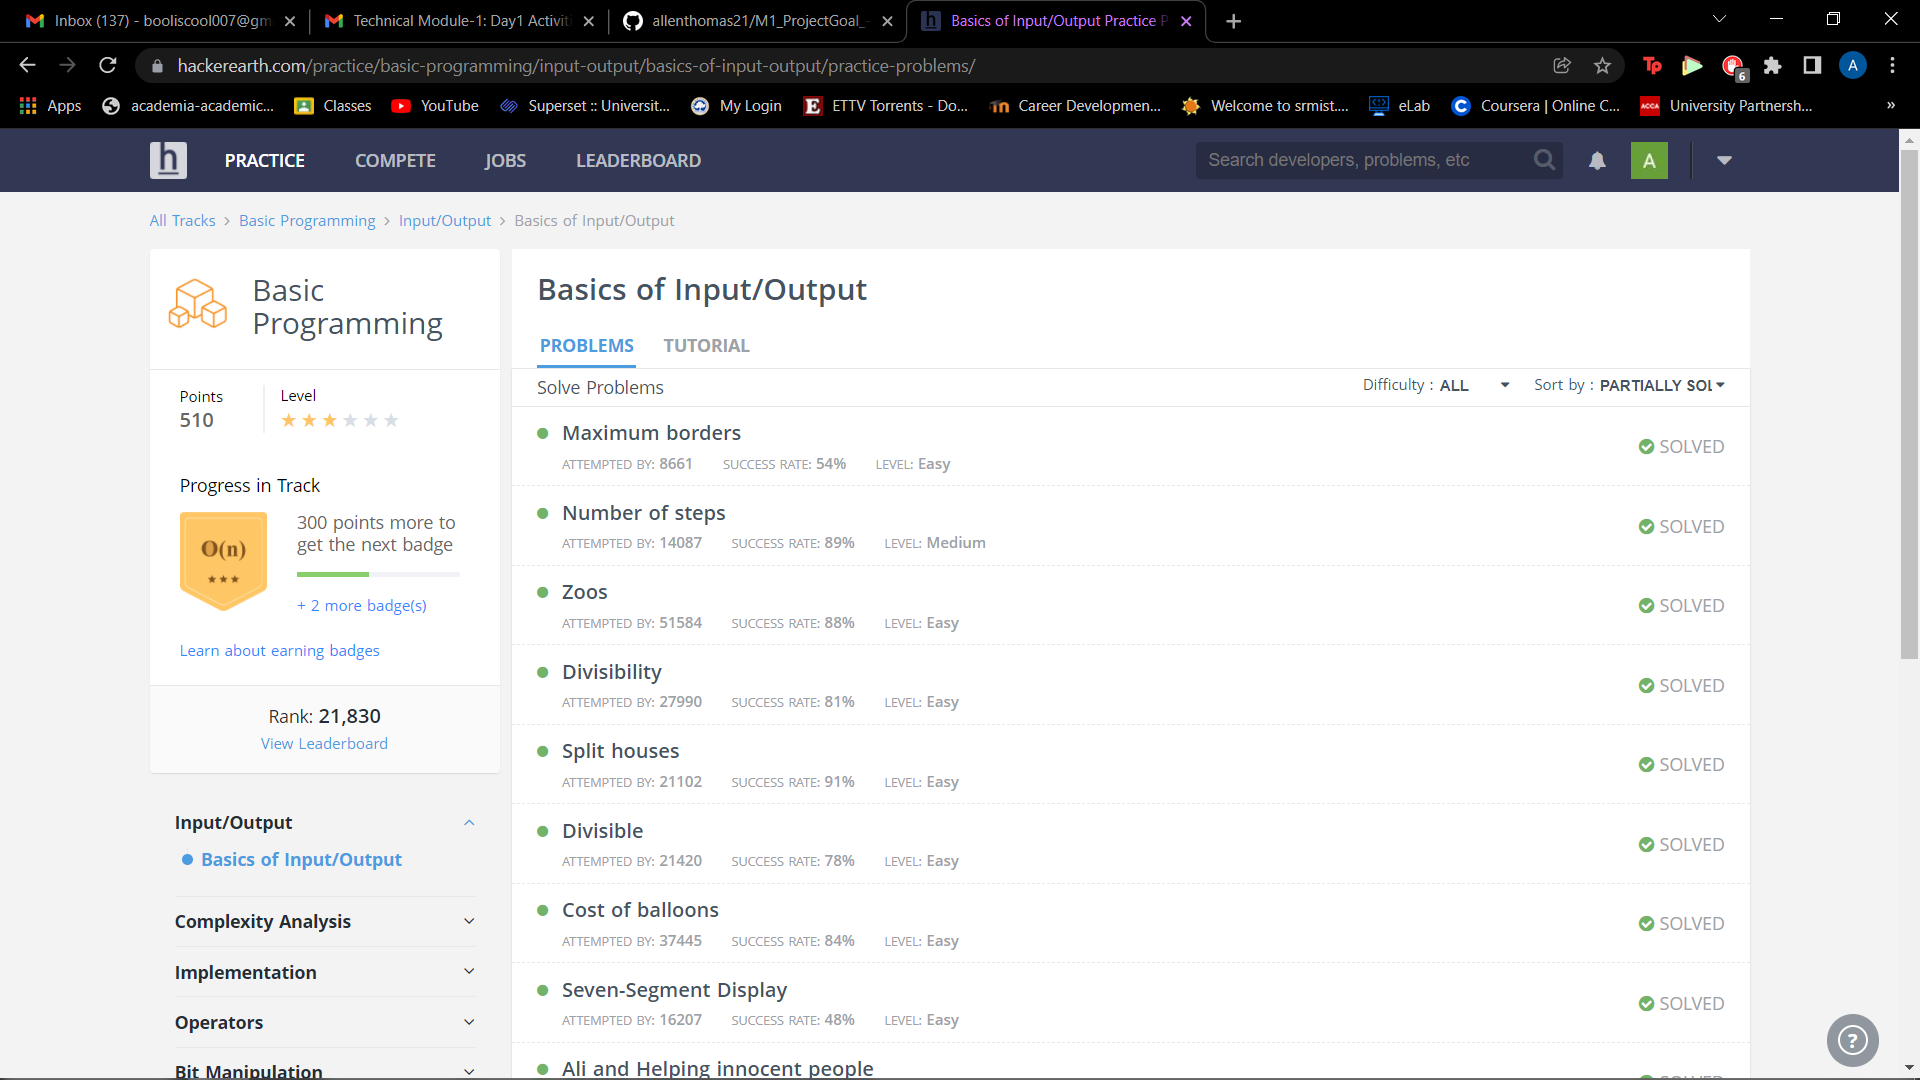 Inbox (137) - booliscool007@gm
Technical Module-1: Day1 Activiti
allenthomas21/M1_ProjectGoal_
Basics of Input/Output Practice P
hackerearth.com/practice/basic-programming/input-output/basics-of-input-output/practice-problems/
Tp
6
A
Apps
academia-academic...
Classes
YouTube
Superset :: Universit...
My Login
E
ETTV Torrents - Do...
Career Developmen...
Welcome to srmist....
eLab
Coursera | Online C...
ACCA
University Partnersh...
»
h
PRACTICE
COMPETE
JOBS
LEADERBOARD
Search developers, problems, etc
A
All Tracks > Basic Programming > Input/Output > Basics of Input/Output
Basic
Programming
Points
510
Level
Progress in Track
O(n)
300 points more to
get the next badge
+ 2 more badge(s)
Learn about earning badges
Rank: 21,830
View Leaderboard
Input/Output
Basics of Input/Output
Complexity Analysis
Implementation
Operators
Bit Manipulation
Basics of Input/Output
PROBLEMS
TUTORIAL
Solve Problems
Difficulty : ALL
Sort by : PARTIALLY SOL
Maximum borders
ATTEMPTED BY: 8661 SUCCESS RATE: 54% LEVEL: Easy
SOLVED
Number of steps
ATTEMPTED BY: 14087 SUCCESS RATE: 89% LEVEL: Medium
SOLVED
Zoos
ATTEMPTED BY: 51584 SUCCESS RATE: 88% LEVEL: Easy
SOLVED
Divisibility
ATTEMPTED BY: 27990 SUCCESS RATE: 81% LEVEL: Easy
SOLVED
Split houses
ATTEMPTED BY: 21102 SUCCESS RATE: 91% LEVEL: Easy
SOLVED
Divisible
ATTEMPTED BY: 21420 SUCCESS RATE: 78% LEVEL: Easy
SOLVED
Cost of balloons
ATTEMPTED BY: 37445 SUCCESS RATE: 84% LEVEL: Easy
SOLVED
Seven-Segment Display
ATTEMPTED BY: 16207 SUCCESS RATE: 48% LEVEL: Easy
SOLVED
Ali and Helping innocent people
SOLVED
?